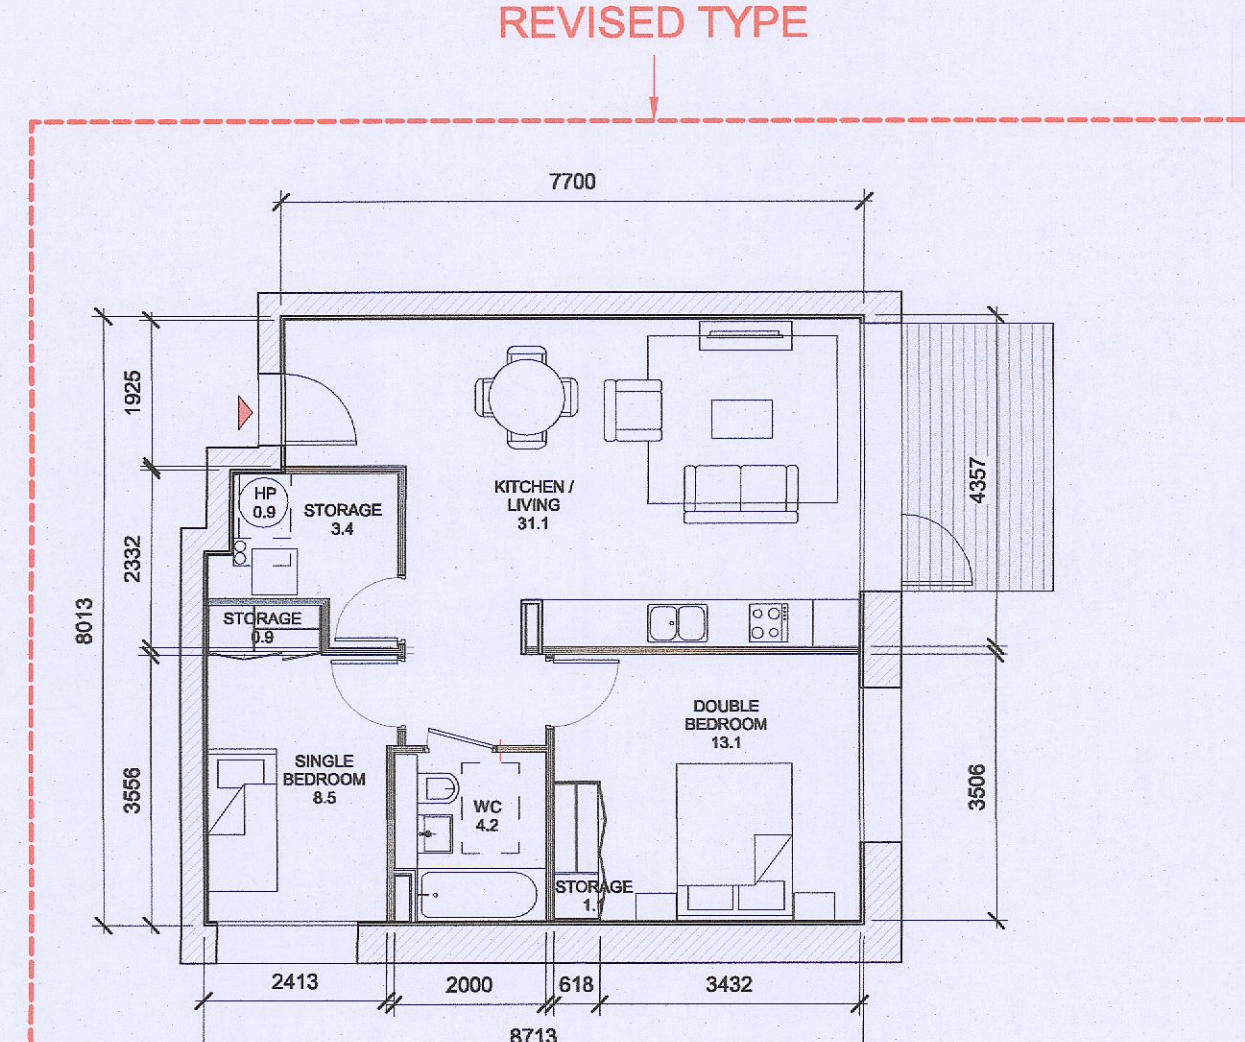 REVISED TYPE
7700
1925
HP
0.9
STORAGE
3.4
KITCHEN /
LIVING
31.1
4357
2332
8013
STORAGE
0.9
DOUBLE
BEDROOM
13.1
SINGLE
BEDROOM
8.5
WC
4.2
3556
3506
STORAGE
1.
2413
2000
618
3432
8713